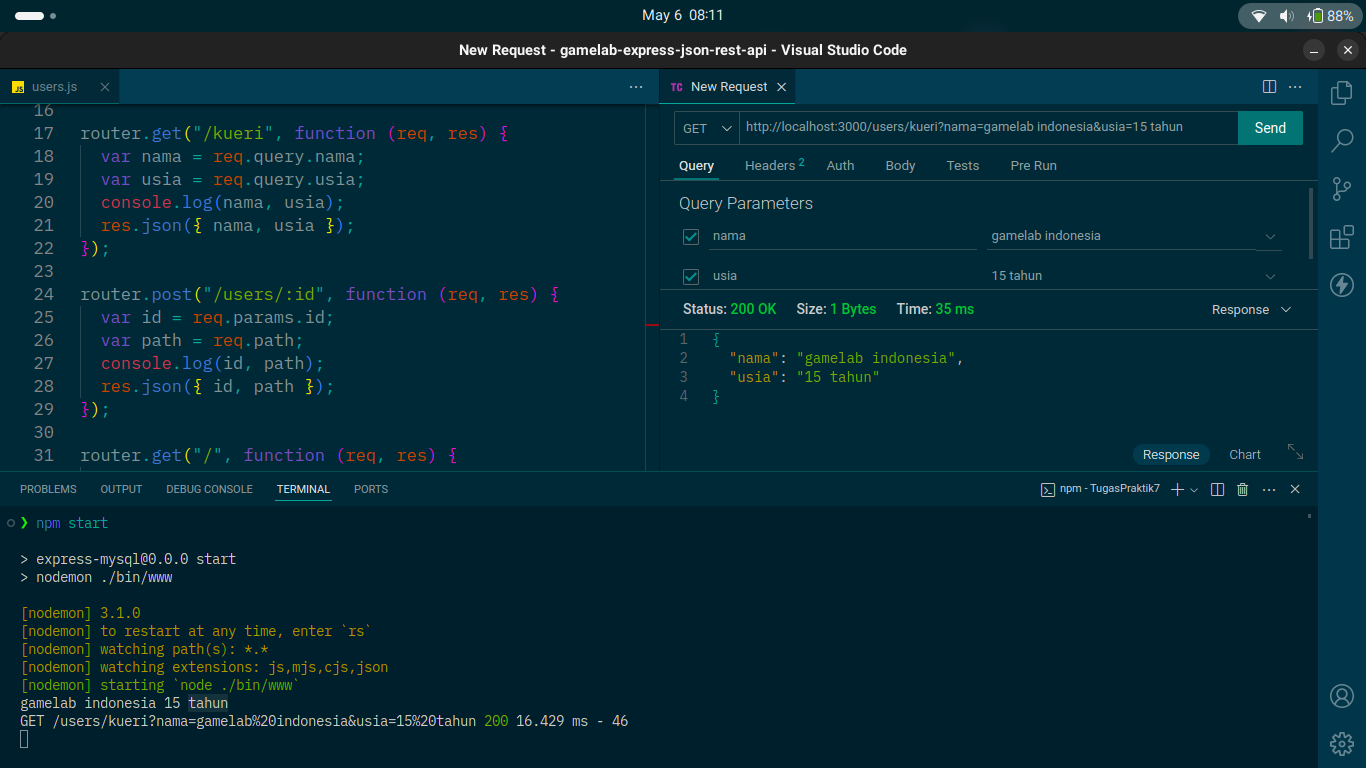 May 6 08:11
88%
New Request - gamelab-express-json-rest-api - Visual Studio Code
JS users.js
16
17 router.get("/kueri", function (req, res) {
18 var nama = req.query.nama;
19 var usia = req.query.usia;
20 console.log(nama, usia);
21 res.json({ nama, usia });
22 });
23
24 router.post("/users/:id", function (req, res) {
25 var id = req.params.id;
26 var path = req.path;
27 console.log(id, path);
28 res.json({ id, path });
29 });
30
31 router.get("/", function (req, res) {
TC New Request
GET http://localhost:3000/users/kueri?nama=gamelab indonesia&usia=15 tahun Send
Query Headers 2 Auth Body Tests Pre Run
Query Parameters
nama gamelab indonesia
usia 15 tahun
Status: 200 OK Size: 1 Bytes Time: 35 ms Response
1 {
2 "nama": "gamelab indonesia",
3 "usia": "15 tahun"
4 }
Response Chart
PROBLEMS OUTPUT DEBUG CONSOLE TERMINAL PORTS npm - TugasPraktik7
❯ npm start
> express-mysql@0.0.0 start
> nodemon ./bin/www
[nodemon] 3.1.0
[nodemon] to restart at any time, enter `rs`
[nodemon] watching path(s): *.*
[nodemon] watching extensions: js,mjs,cjs,json
[nodemon] starting `node ./bin/www`
gamelab indonesia 15 tahun
GET /users/kueri?nama=gamelab%20indonesia&usia=15%20tahun 200 16.429 ms - 46